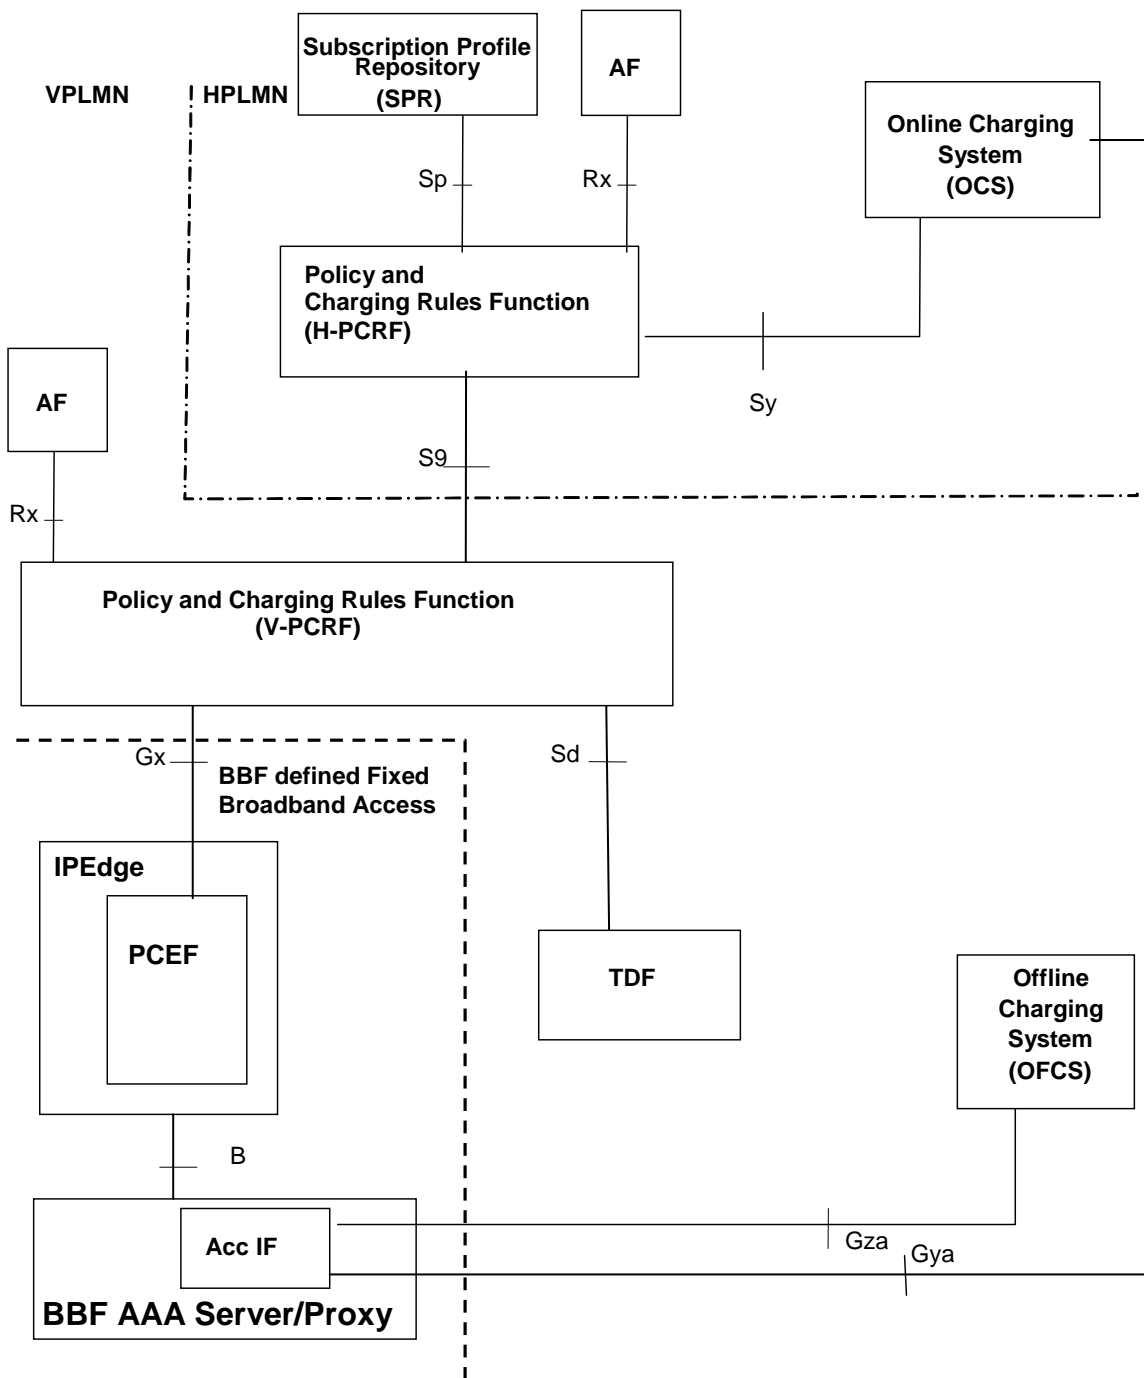 Subscription Profile
Repository
(SPR)
AF
VPLMN
HPLMN
Online Charging
System
(OCS)
Sp
Rx
Policy and
Charging Rules Function
(H-PCRF)
AF
Sy
S9
Rx
Policy and Charging Rules Function
(V-PCRF)
Gx
Sd
BBF defined Fixed
Broadband Access
IPEdge
PCEF
TDF
Offline
Charging
System
(OFCS)
B
Acc IF
Gza
Gya
BBF AAA Server/Proxy